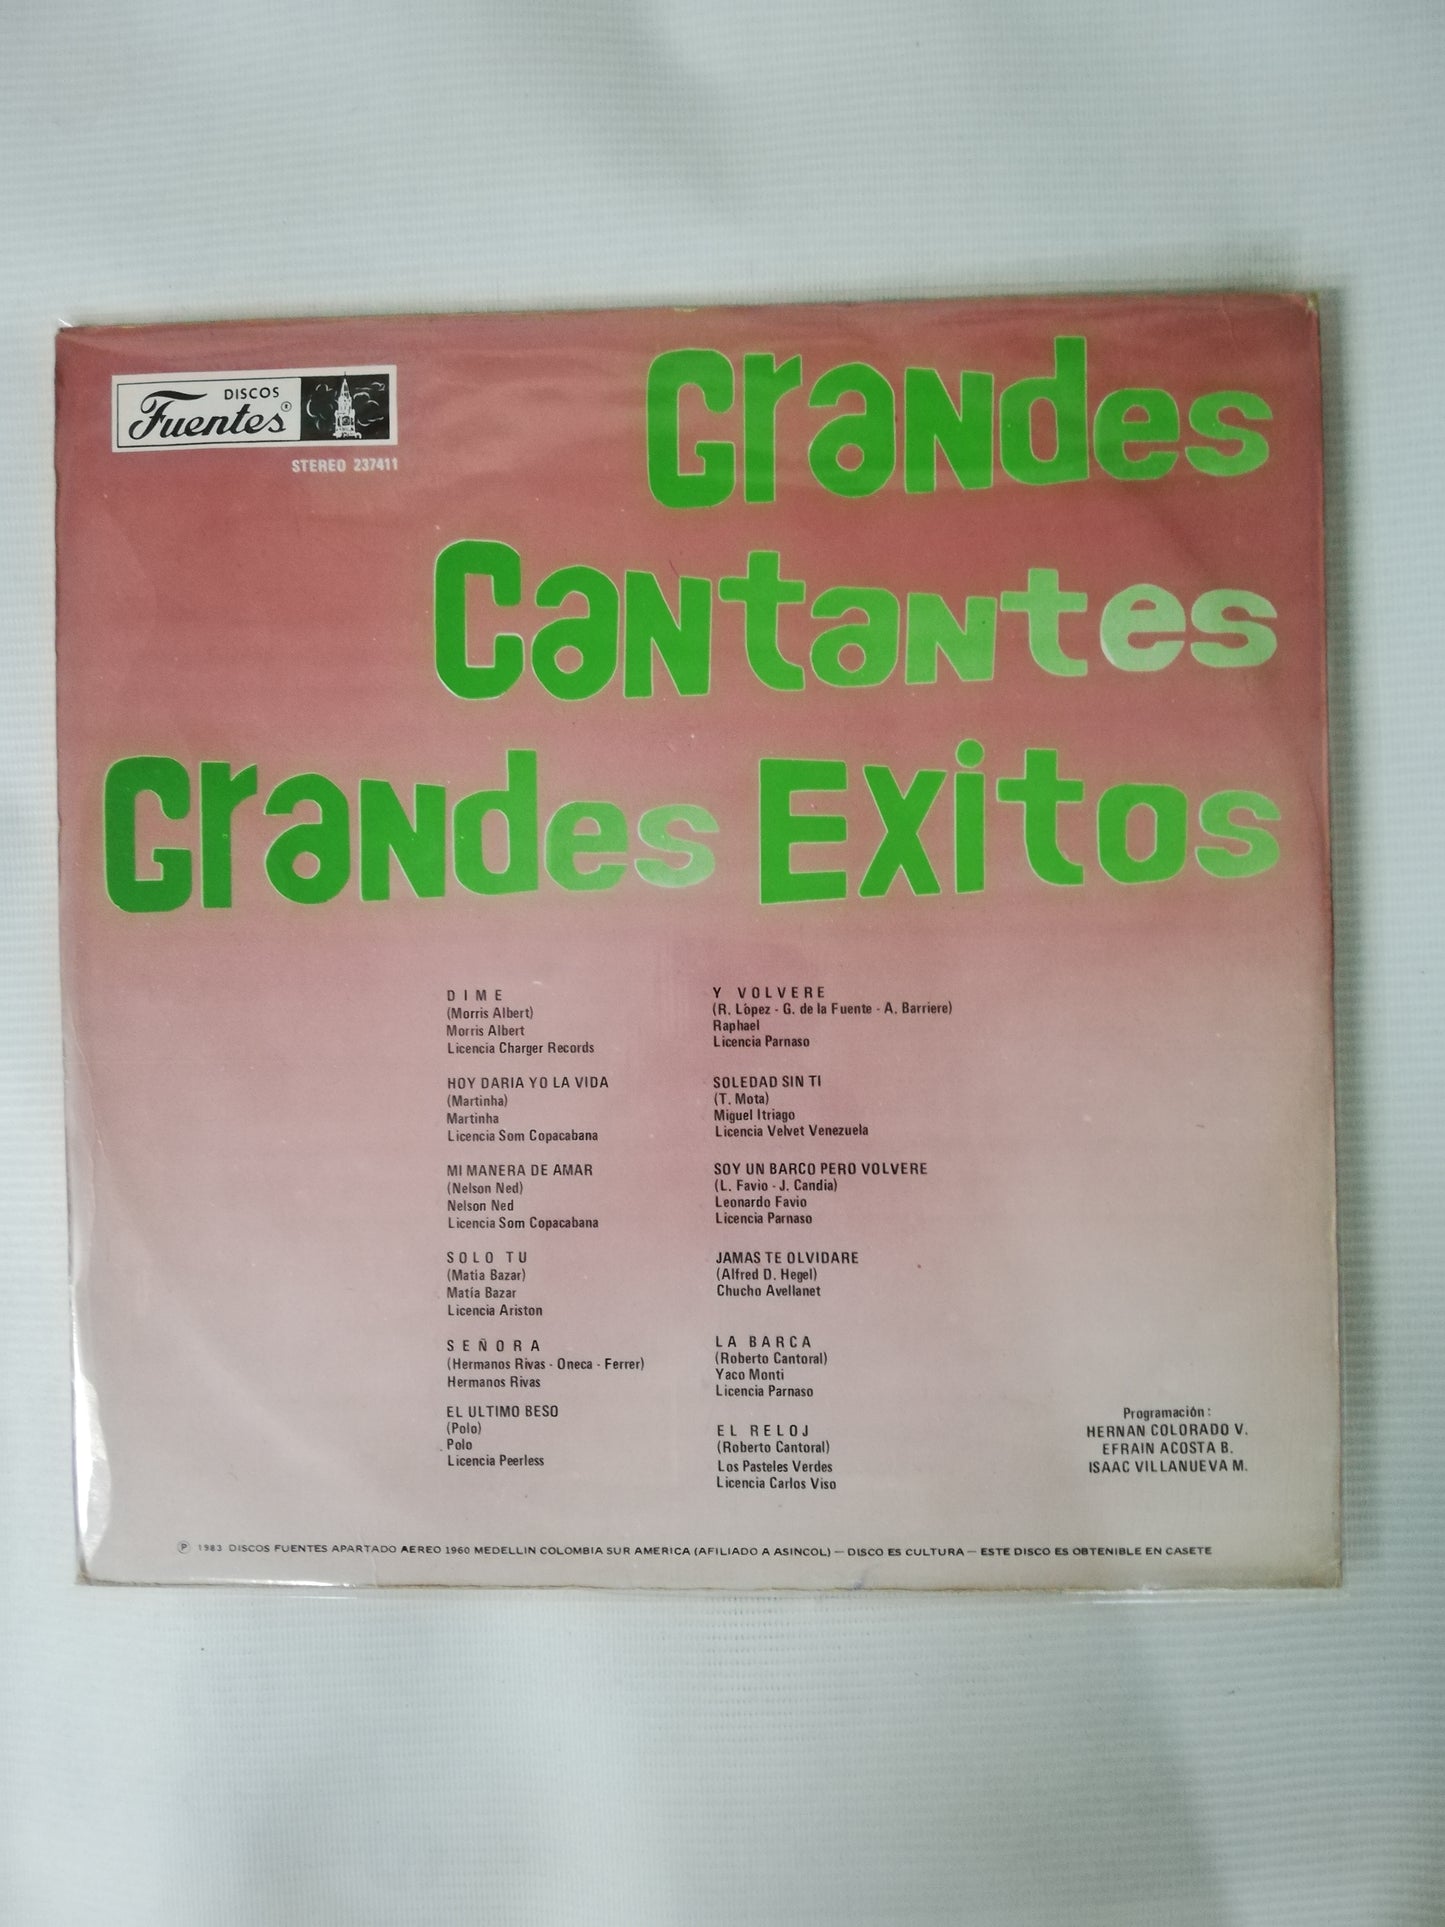 DISCOS
Fuentes ®
STEREO 237411
Grandes
Cantantes
Grandes Exitos
DIME
(Morris Albert)
Morris Albert
Licencia Charger Records
HOY DARIA YO LA VIDA
(Martinha)
Martinha
Licencia Som Copacabana
MI MANERA DE AMAR
(Nelson Ned)
Nelson Ned
Licencia Som Copacabana
SOLO TU
(Matía Bazar)
Matía Bazar
Licencia Ariston
SEÑORA
(Hermanos Rivas - Oneca - Ferrer)
Hermanos Rivas
EL ULTIMO BESO
(Polo)
Polo
Licencia Peerless
Y VOLVERE
(R. López - G. de la Fuente - A. Barriere)
Raphael
Licencia Parnaso
SOLEDAD SIN TI
(T. Mota)
Miguel Itriago
Licencia Velvet Venezuela
SOY UN BARCO PERO VOLVERE
(L. Favio - J. Candia)
Leonardo Favio
Licencia Parnaso
JAMAS TE OLVIDARE
(Alfred D. Hegel)
Chucho Avellanet
LA BARCA
(Roberto Cantoral)
Yaco Monti
Licencia Parnaso
EL RELOJ
(Roberto Cantoral)
Los Pasteles Verdes
Licencia Carlos Viso
Programación :
HERNAN COLORADO V.
EFRAIN ACOSTA B.
ISAAC VILLANUEVA M.
℗ 1983 DISCOS FUENTES APARTADO AEREO 1960 MEDELLIN COLOMBIA SUR AMERICA (AFILIADO A ASINCOL) — DISCO ES CULTURA — ESTE DISCO ES OBTENIBLE EN CASETE